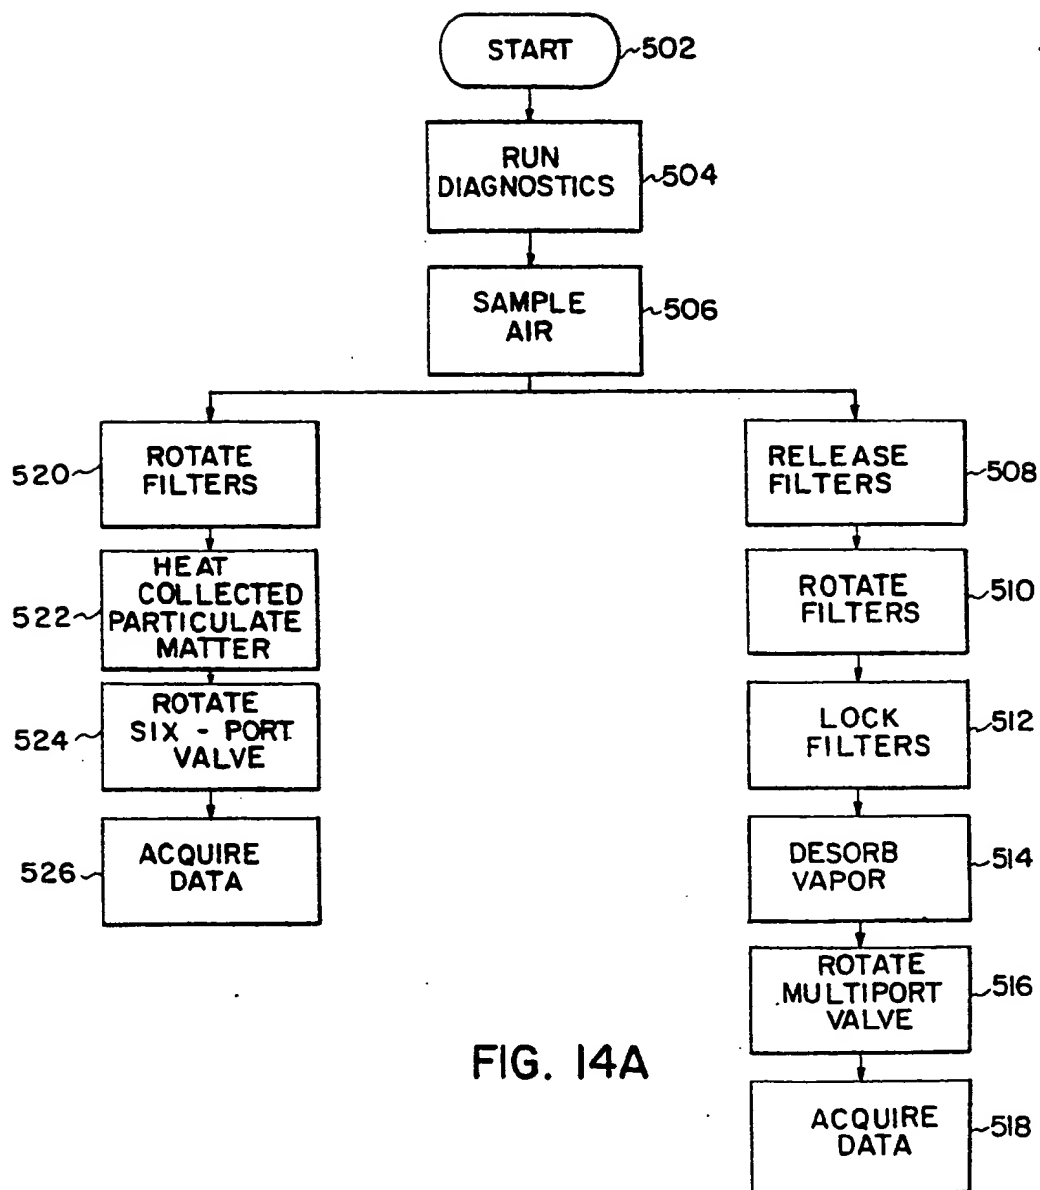 START
502
RUN
DIAGNOSTICS
504
SAMPLE
AIR
506
ROTATE
FILTERS
520
HEAT
COLLECTED
PARTICULATE
MATTER
522
ROTATE
SIX - PORT
VALVE
524
ACQUIRE
DATA
526
RELEASE
FILTERS
508
ROTATE
FILTERS
510
LOCK
FILTERS
512
DESORB
VAPOR
514
ROTATE
MULTIPORT
VALVE
516
ACQUIRE
DATA
518
FIG. 14A